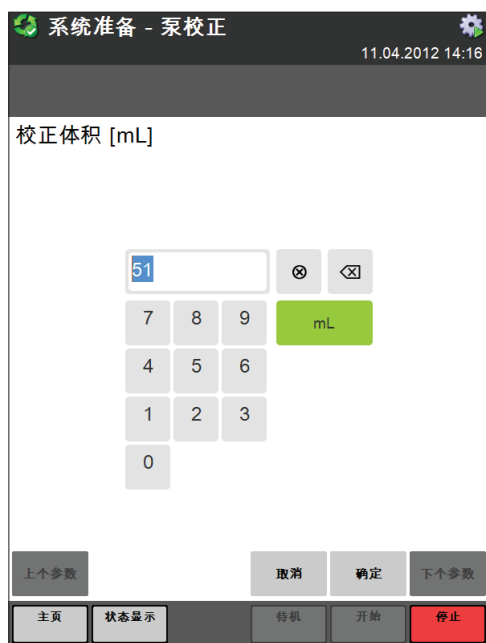 系统准备 - 泵校正
11.04.2012 14:16
校正体积 [mL]
51
7 8 9 mL
4 5 6
1 2 3
0
上个参数 取消 确定 下个参数
主页 状态显示 待机 开始 停止